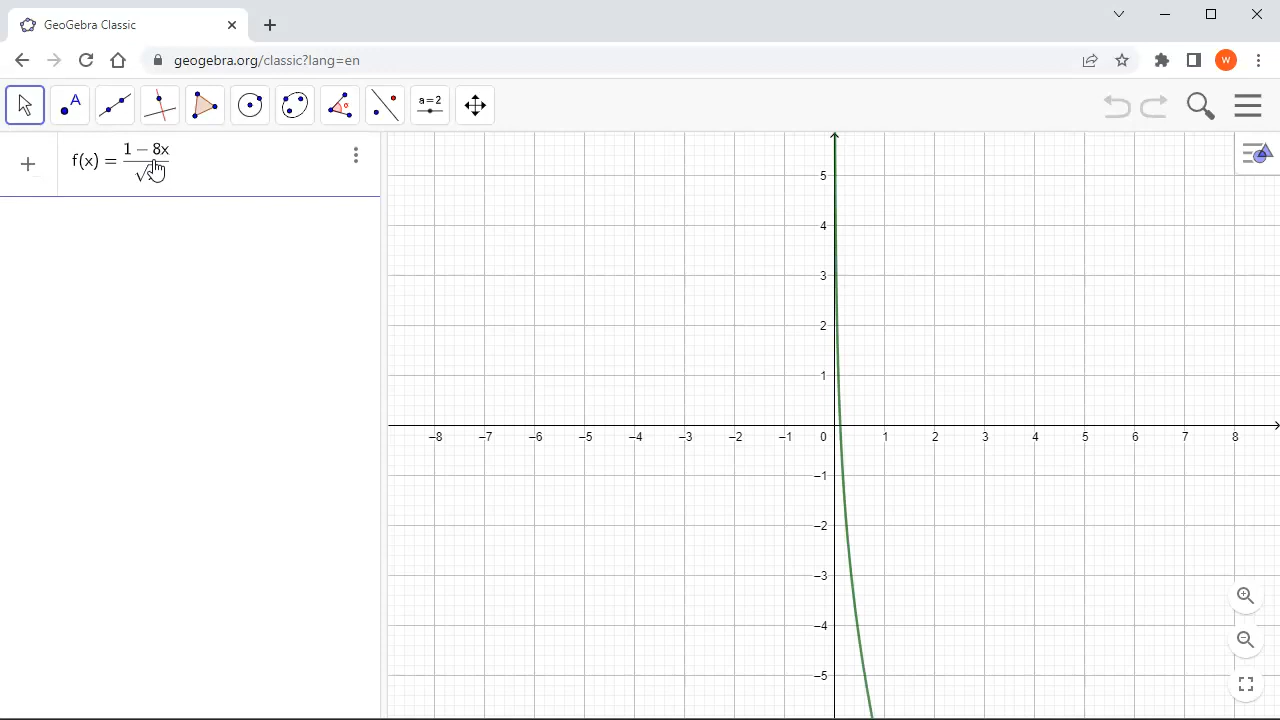 GeoGebra Classic
geogebra.org/classic?lang=en
W
A
a=2
f(x) = 1 − 8x
√
5
4
3
2
1
−8 −7 −6 −5 −4 −3 −2 −1 0 1 2 3 4 5 6 7 8
−1
−2
−3
−4
−5